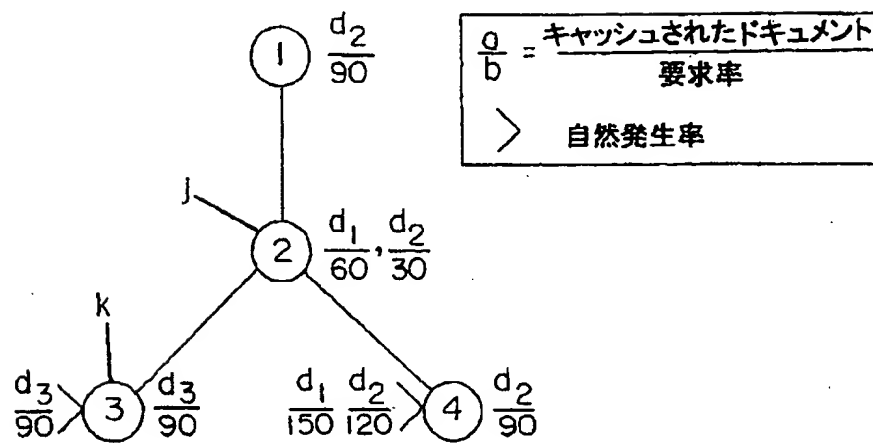 1 d2/90
a/b = キャッシュされたドキュメント/要求率
> 自然発生率
j
2 d1/60, d2/30
k
d3/90 3 d3/90
d1/150 d2/120 4 d2/90